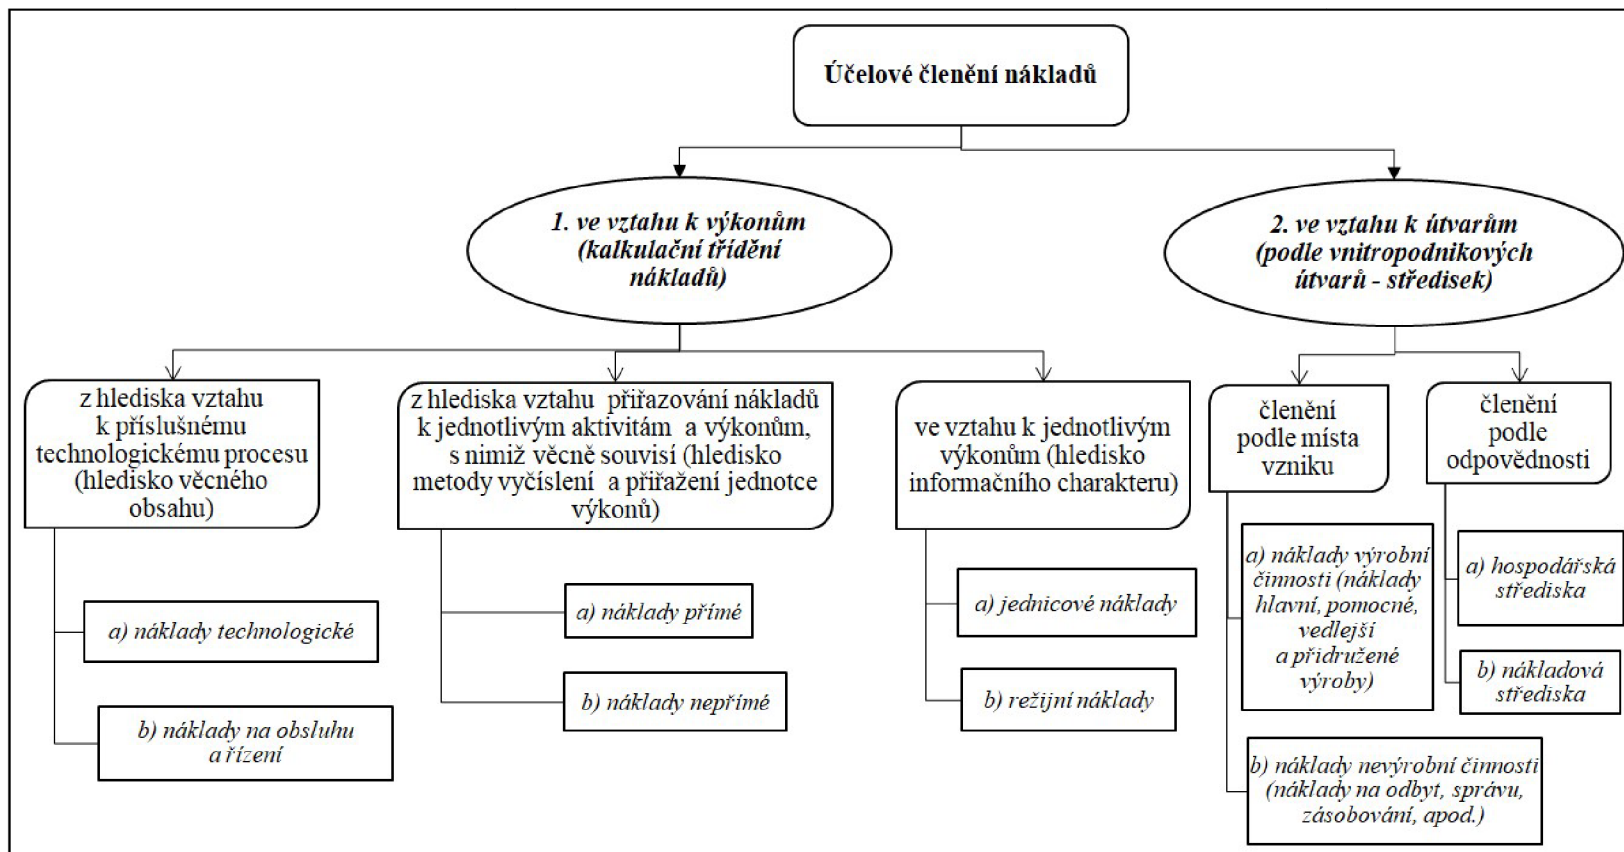 Účelové členění nákladů
1. ve vztahu k výkonům
(kalkulační třídění
nákladů)
2. ve vztahu k útvarům
(podle vnitropodnikových
útvarů - středisek)
z hlediska vztahu
k příslušnému
technologickému procesu
(hledisko věcného
obsahu)
z hlediska vztahu přiřazování nákladů
k jednotlivým aktivitám a výkonům,
s nimiž věcně souvisí (hledisko
metody vyčíslení a přiřažení jednotce
výkonů)
ve vztahu k jednotlivým
výkonům (hledisko
informačního charakteru)
členění
podle místa
vzniku
členění
podle
odpovědnosti
a) náklady technologické
b) náklady na obsluhu
a řízení
a) náklady přímé
b) náklady nepřímé
a) jednicové náklady
b) režijní náklady
a) náklady výrobní
činnosti (náklady
hlavní, pomocné,
vedlejší
a přidružené
výroby)
b) náklady nevýrobní činnosti
(náklady na odbyt, správu,
zásobování, apod.)
a) hospodářská
střediska
b) nákladová
střediska